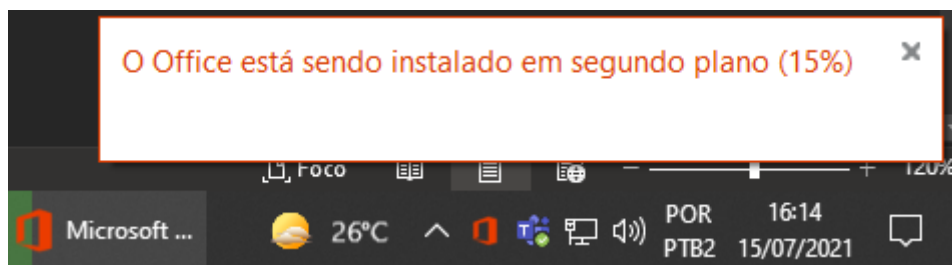 O Office está sendo instalado em segundo plano (15%)
Foco 120%
Microsoft ... 26°C POR 16:14
PTB2 15/07/2021